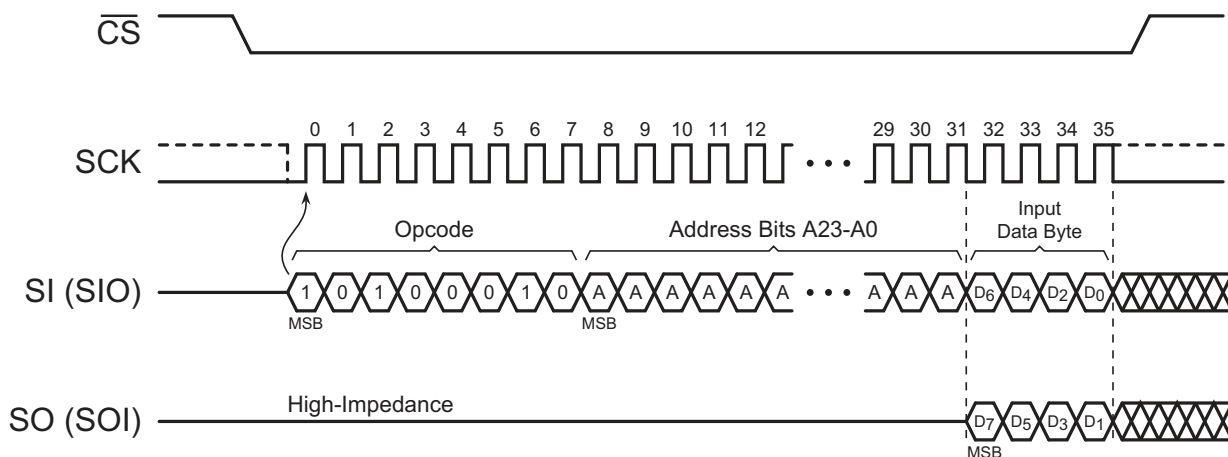 CS
0 1 2 3 4 5 6 7 8 9 10 11 12 29 30 31 32 33 34 35
SCK
Opcode
Address Bits A23-A0
Input
Data Byte
SI (SIO)
1 0 1 0 0 0 1 0 A A A A A A A A A D6 D4 D2 D0
MSB MSB
High-Impedance
SO (SOI)
D7 D5 D3 D1
MSB